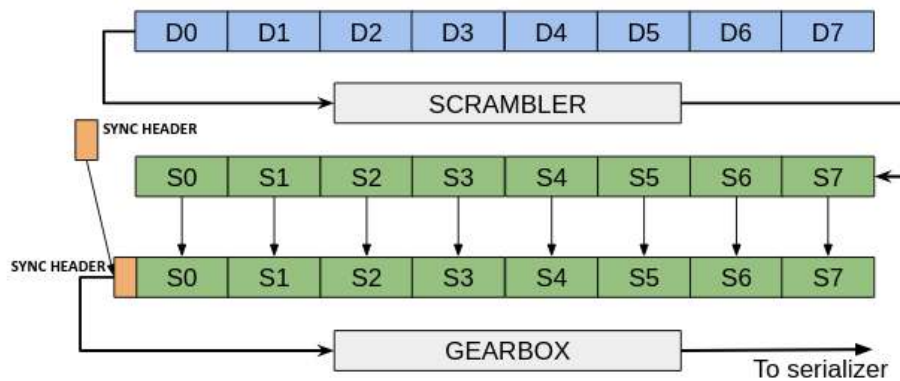 D0 D1 D2 D3 D4 D5 D6 D7
SCRAMBLER
SYNC HEADER
S0 S1 S2 S3 S4 S5 S6 S7
SYNC HEADER
S0 S1 S2 S3 S4 S5 S6 S7
GEARBOX
To serializer